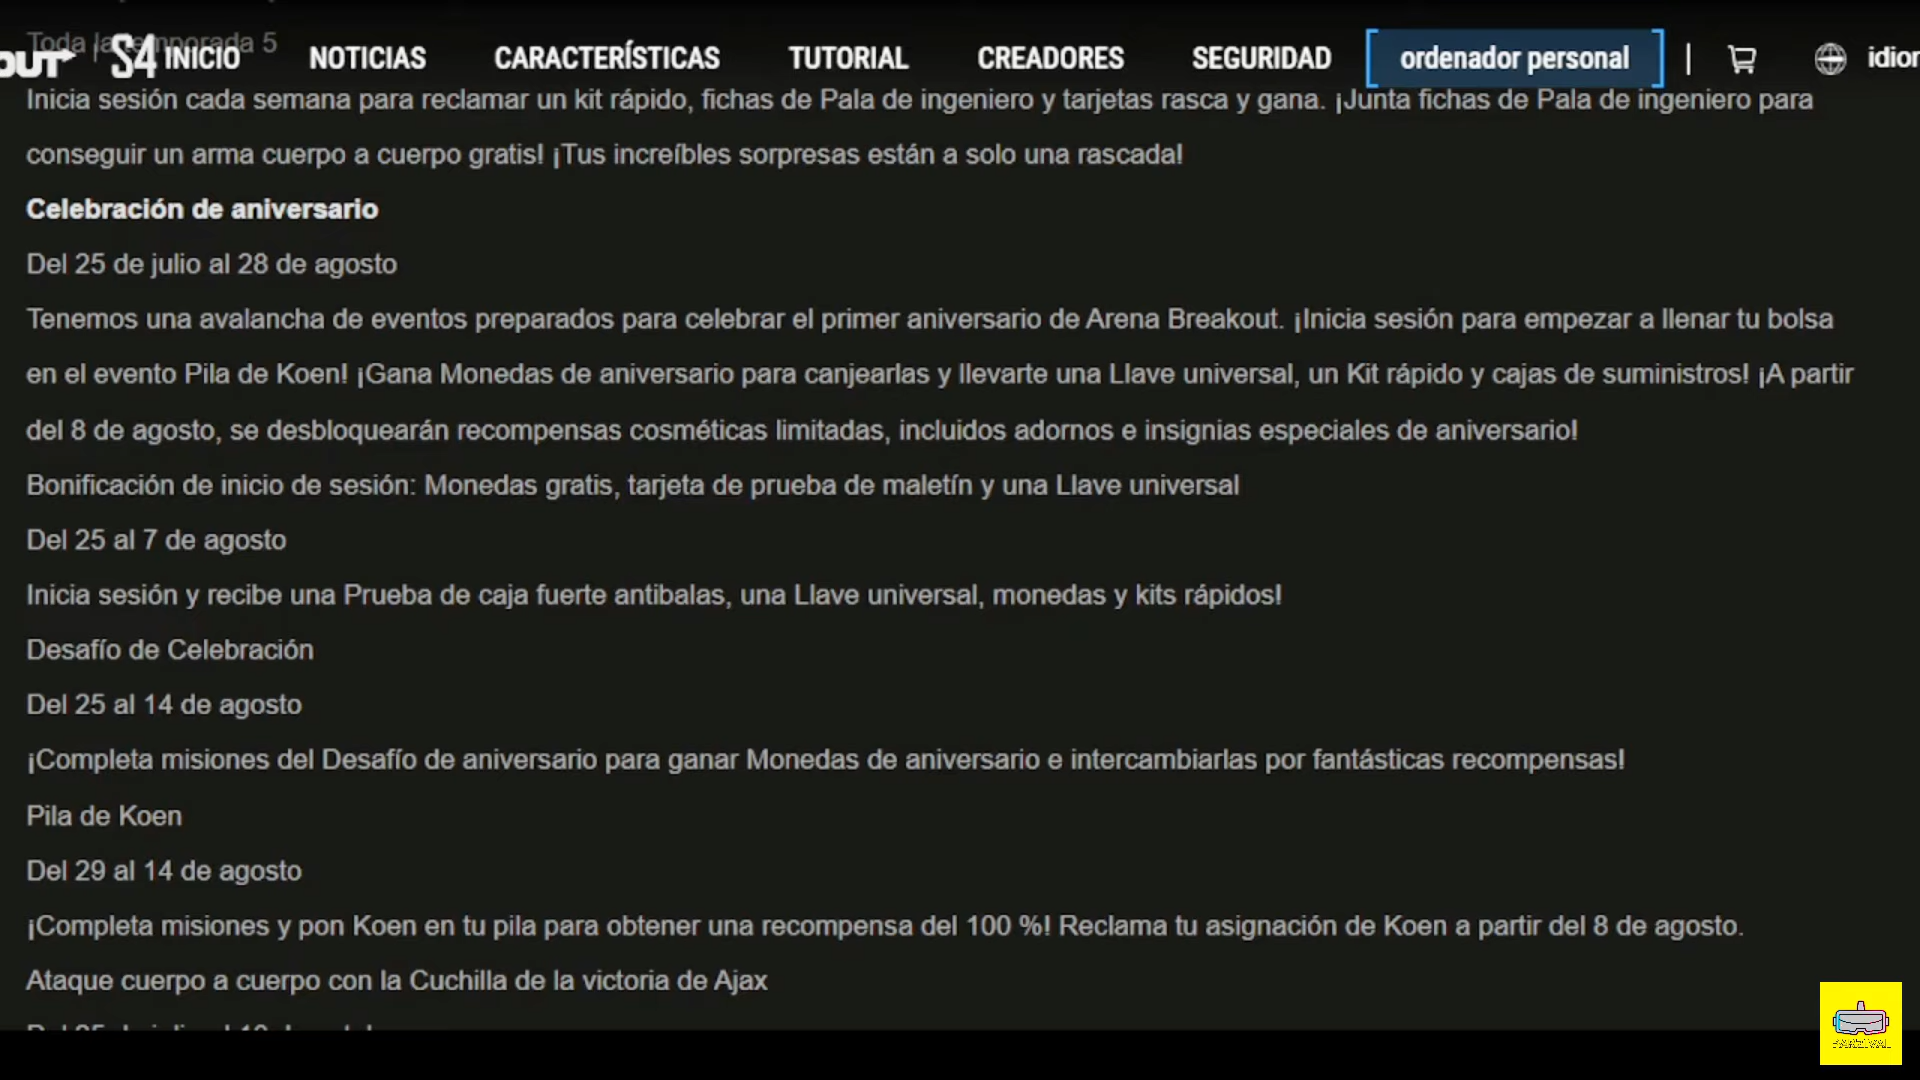 Toda la temporada 5
OUT S4 INICIO NOTICIAS CARACTERÍSTICAS TUTORIAL CREADORES SEGURIDAD ordenador personal | idior
Inicia sesión cada semana para reclamar un kit rápido, fichas de Pala de ingeniero y tarjetas rasca y gana. ¡Junta fichas de Pala de ingeniero para
conseguir un arma cuerpo a cuerpo gratis! ¡Tus increíbles sorpresas están a solo una rascada!
Celebración de aniversario
Del 25 de julio al 28 de agosto
Tenemos una avalancha de eventos preparados para celebrar el primer aniversario de Arena Breakout. ¡Inicia sesión para empezar a llenar tu bolsa
en el evento Pila de Koen! ¡Gana Monedas de aniversario para canjearlas y llevarte una Llave universal, un Kit rápido y cajas de suministros! ¡A partir
del 8 de agosto, se desbloquearán recompensas cosméticas limitadas, incluidos adornos e insignias especiales de aniversario!
Bonificación de inicio de sesión: Monedas gratis, tarjeta de prueba de maletín y una Llave universal
Del 25 al 7 de agosto
Inicia sesión y recibe una Prueba de caja fuerte antibalas, una Llave universal, monedas y kits rápidos!
Desafío de Celebración
Del 25 al 14 de agosto
¡Completa misiones del Desafío de aniversario para ganar Monedas de aniversario e intercambiarlas por fantásticas recompensas!
Pila de Koen
Del 29 al 14 de agosto
¡Completa misiones y pon Koen en tu pila para obtener una recompensa del 100 %! Reclama tu asignación de Koen a partir del 8 de agosto.
Ataque cuerpo a cuerpo con la Cuchilla de la victoria de Ajax
PARZIVAL